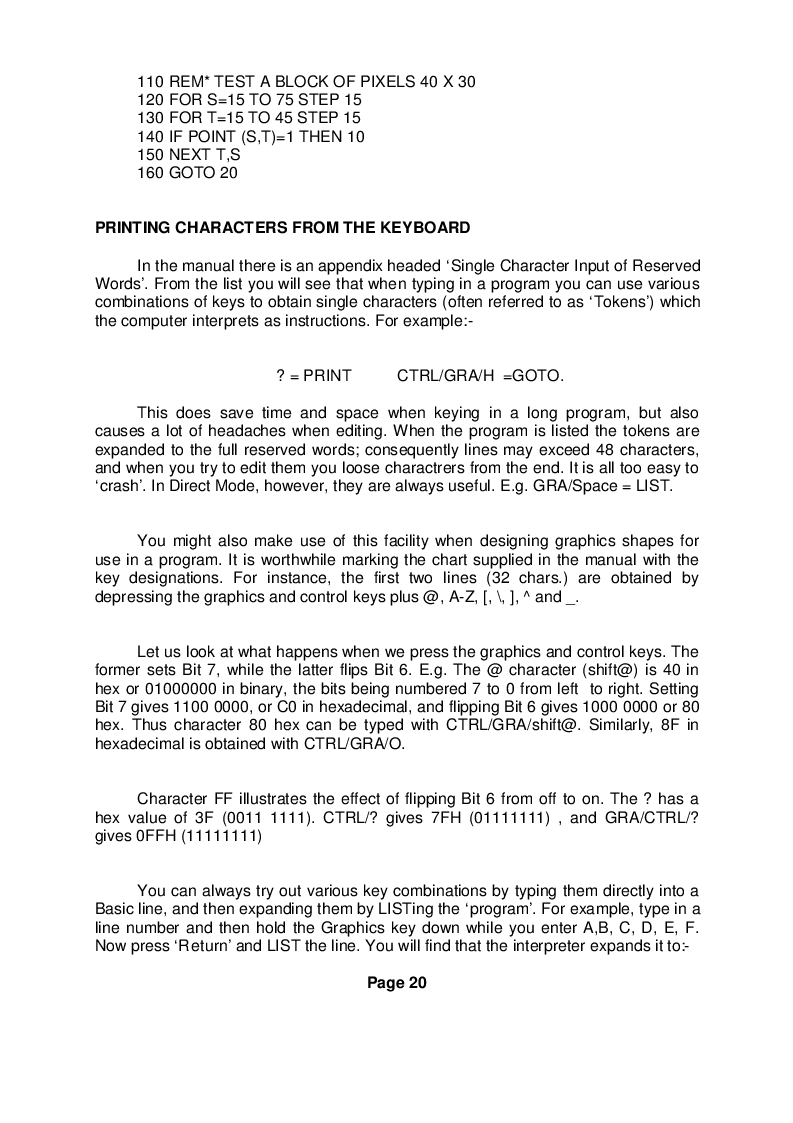 110 REM* TEST A BLOCK OF PIXELS 40 X 30
120 FOR S=15 TO 75 STEP 15
130 FOR T=15 TO 45 STEP 15
140 IF POINT (S,T)=1 THEN 10
150 NEXT T,S
160 GOTO 20
PRINTING CHARACTERS FROM THE KEYBOARD
In the manual there is an appendix headed ‘Single Character Input of Reserved
Words’. From the list you will see that when typing in a program you can use various
combinations of keys to obtain single characters (often referred to as ‘Tokens’) which
the computer interprets as instructions. For example:-
? = PRINT CTRL/GRA/H =GOTO.
This does save time and space when keying in a long program, but also
causes a lot of headaches when editing. When the program is listed the tokens are
expanded to the full reserved words; consequently lines may exceed 48 characters,
and when you try to edit them you loose charactrers from the end. It is all too easy to
‘crash’. In Direct Mode, however, they are always useful. E.g. GRA/Space = LIST.
You might also make use of this facility when designing graphics shapes for
use in a program. It is worthwhile marking the chart supplied in the manual with the
key designations. For instance, the first two lines (32 chars.) are obtained by
depressing the graphics and control keys plus @, A-Z, [, \, ], ^ and _.
Let us look at what happens when we press the graphics and control keys. The
former sets Bit 7, while the latter flips Bit 6. E.g. The @ character (shift@) is 40 in
hex or 01000000 in binary, the bits being numbered 7 to 0 from left to right. Setting
Bit 7 gives 1100 0000, or C0 in hexadecimal, and flipping Bit 6 gives 1000 0000 or 80
hex. Thus character 80 hex can be typed with CTRL/GRA/shift@. Similarly, 8F in
hexadecimal is obtained with CTRL/GRA/O.
Character FF illustrates the effect of flipping Bit 6 from off to on. The ? has a
hex value of 3F (0011 1111). CTRL/? gives 7FH (01111111) , and GRA/CTRL/?
gives 0FFH (11111111)
You can always try out various key combinations by typing them directly into a
Basic line, and then expanding them by LISTing the ‘program’. For example, type in a
line number and then hold the Graphics key down while you enter A,B, C, D, E, F.
Now press ‘Return’ and LIST the line. You will find that the interpreter expands it to:-
Page 20